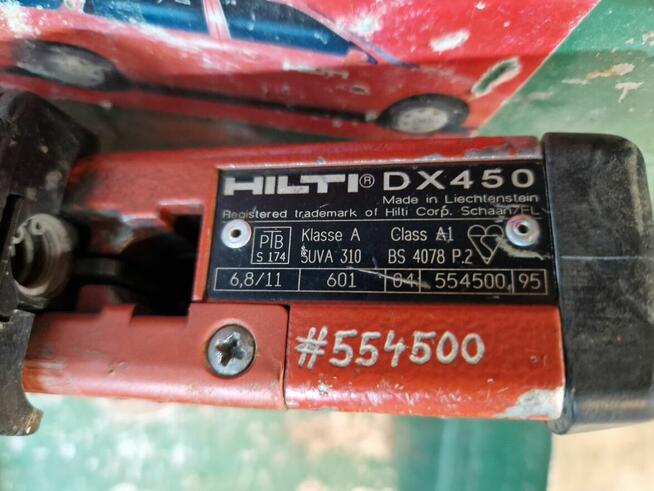 HILTI
HILTI® DX450
Made in Liechtenstein
Registered trademark of Hilti Corp. Schaan/FL
PTB
S 174
Klasse A
SUVA 310
Class A1
BS 4078 P.2
6,8/11 601 04 554500 95
#554500